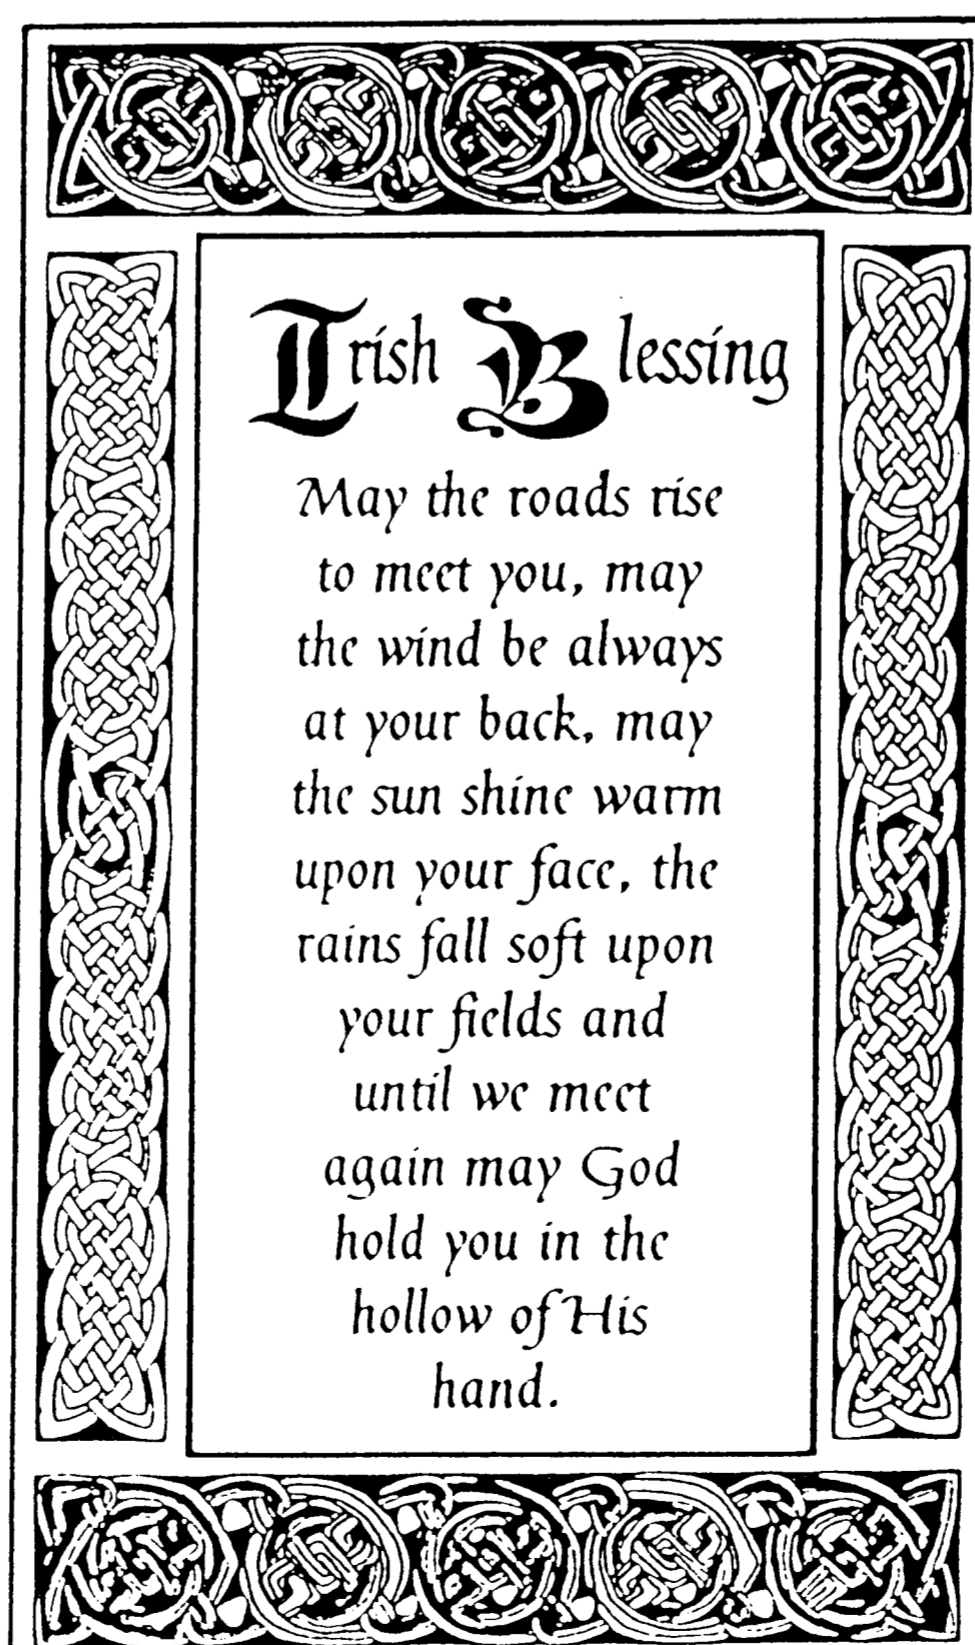 Irish Blessing
May the roads rise
to meet you, may
the wind be always
at your back, may
the sun shine warm
upon your face, the
rains fall soft upon
your fields and
until we meet
again may God
hold you in the
hollow of His
hand.